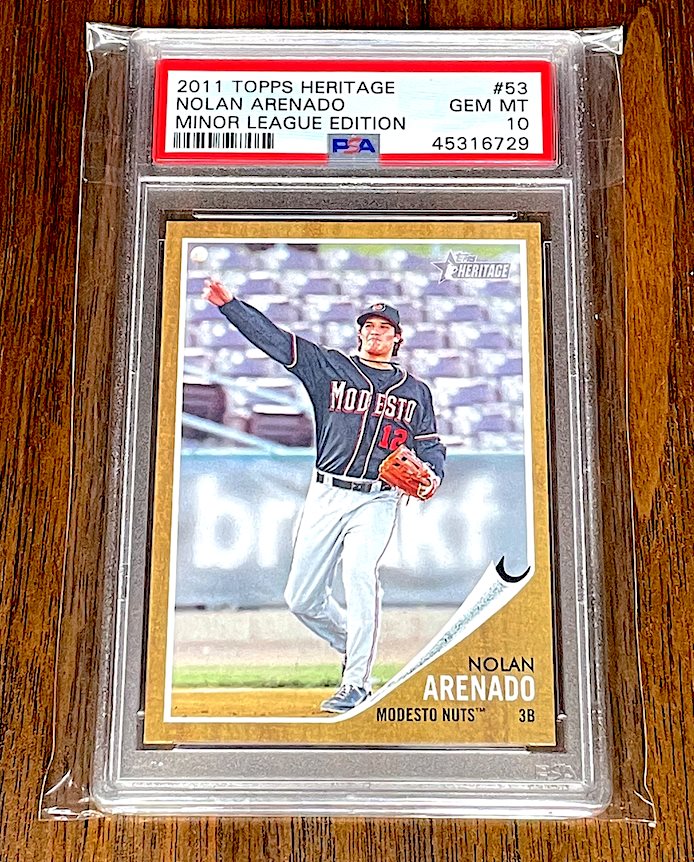 2011 TOPPS HERITAGE #53
NOLAN ARENADO GEM MT
MINOR LEAGUE EDITION 10
PSA 45316729
Topps HERITAGE
MODESTO
12
NOLAN
ARENADO
MODESTO NUTS™ 3B
PSA